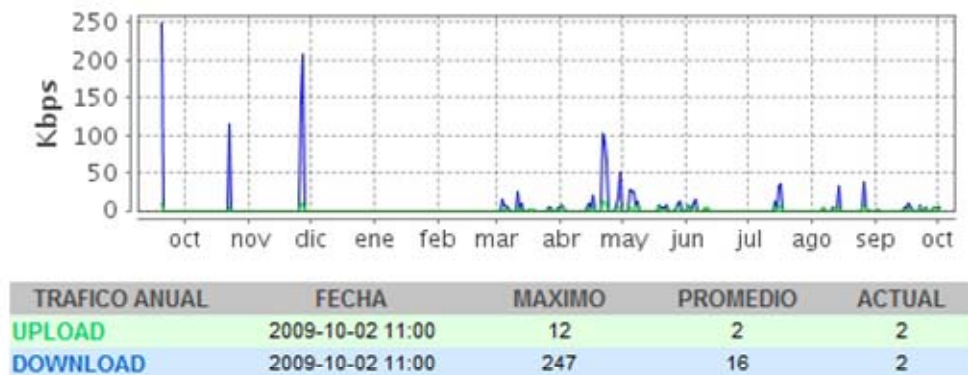 250
200
150
100
50
0
Kbps
oct nov dic ene feb mar abr may jun jul ago sep oct
TRAFICO ANUAL FECHA MAXIMO PROMEDIO ACTUAL
UPLOAD 2009-10-02 11:00 12 2 2
DOWNLOAD 2009-10-02 11:00 247 16 2